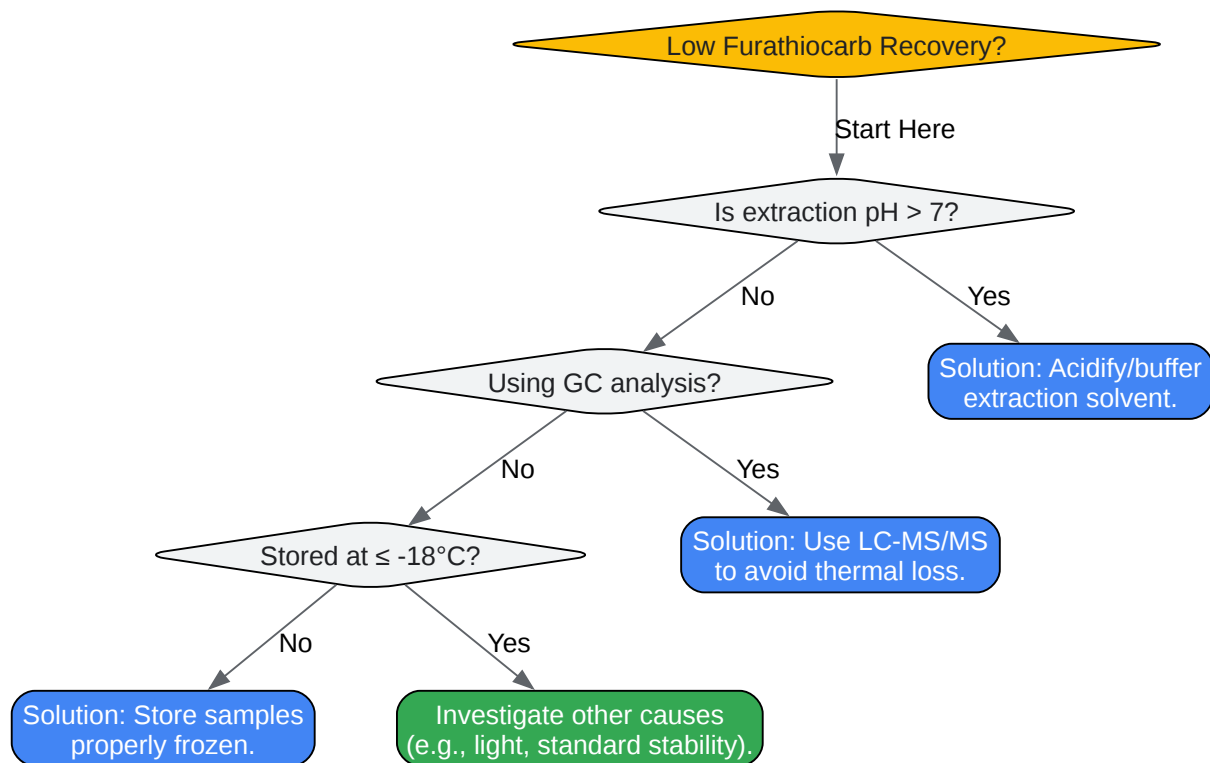 Low Furathiocarb Recovery?
Start Here
Is extraction pH > 7?
No
Yes
Solution: Acidify/buffer
extraction solvent.
Using GC analysis?
No
Yes
Solution: Use LC-MS/MS
to avoid thermal loss.
Stored at ≤ -18°C?
No
Yes
Solution: Store samples
properly frozen.
Investigate other causes
(e.g., light, standard stability).